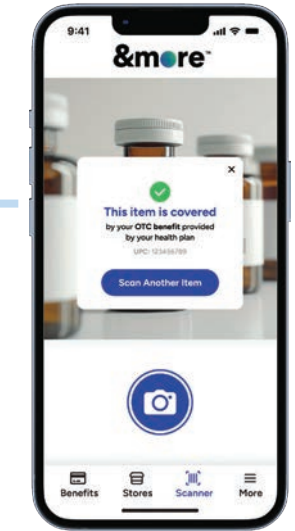 9:41
&more™
This item is covered
by your OTC benefit provided
by your health plan
UPC: 123456789
Scan Another Item
Benefits Stores Scanner More